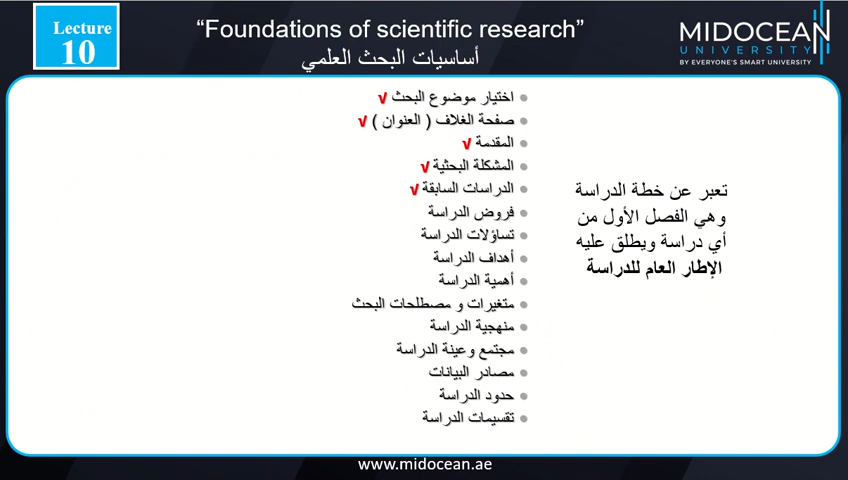 Lecture
10
“Foundations of scientific research”
أساسيات البحث العلمي
MIDOCEAN
UNIVERSITY
BY EVERYONE'S SMART UNIVERSITY
اختيار موضوع البحث √
صفحة الغلاف ( العنوان ) √
المقدمة √
المشكلة البحثية √
الدراسات السابقة √
فروض الدراسة
تساؤلات الدراسة
أهداف الدراسة
أهمية الدراسة
متغيرات و مصطلحات البحث
منهجية الدراسة
مجتمع وعينة الدراسة
مصادر البيانات
حدود الدراسة
تقسيمات الدراسة
تعبر عن خطة الدراسة
وهي الفصل الأول من
أي دراسة ويطلق عليه
الإطار العام للدراسة
www.midocean.ae